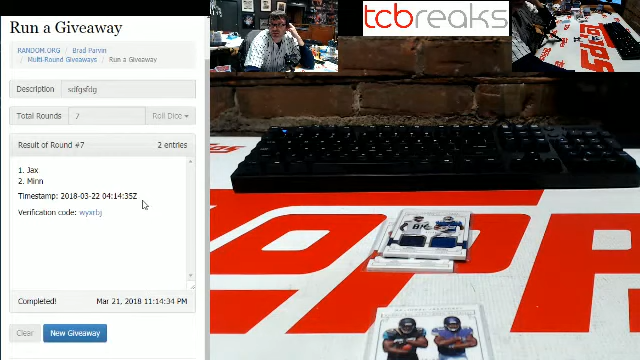 Run a Giveaway
RANDOM.ORG Brad Parvin
Multi-Round Giveaways Run a Giveaway
Description sdfgsfdg
Total Rounds 7 Roll Dice
Result of Round #7 2 entries
1. Jax
2. Minn
Timestamp: 2018-03-22 04:14:35Z
Verification code: wyxrbj
Completed! Mar 21, 2018 11:14:34 PM
Clear New Giveaway
tcbreaks